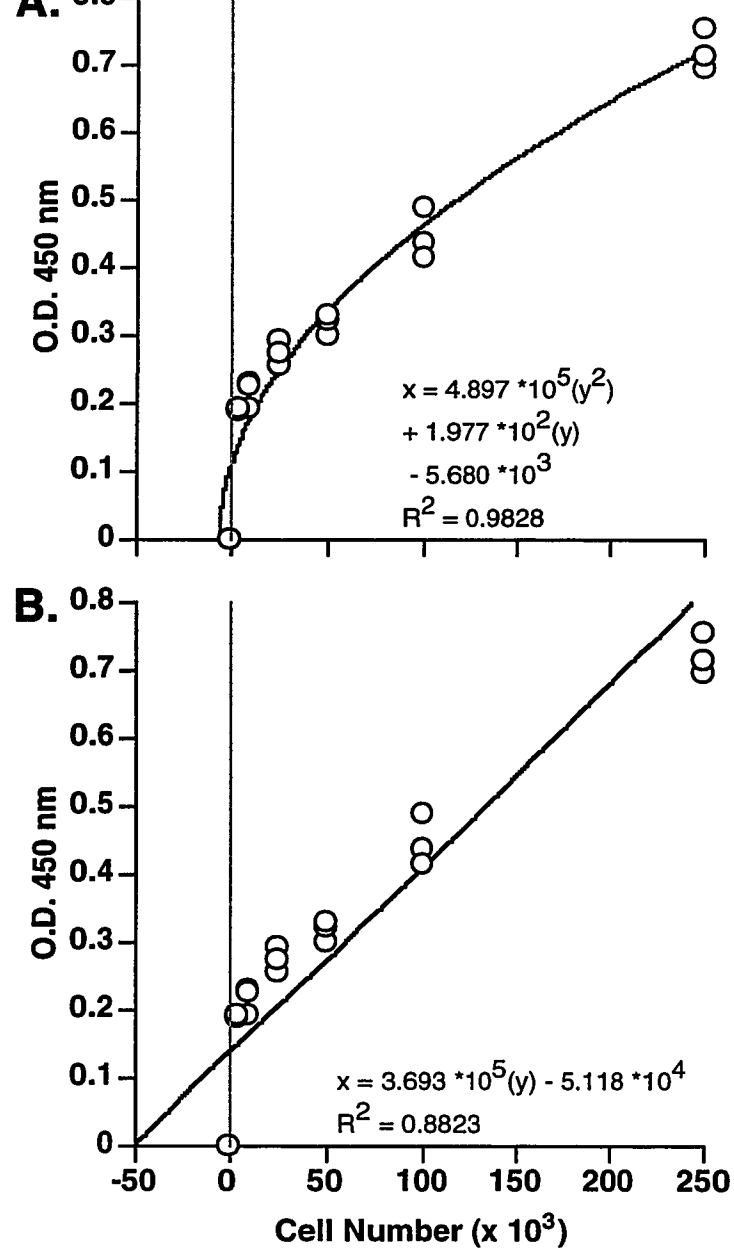 A.
0.7
0.6
0.5
0.4
0.3
0.2
0.1
0
O.D. 450 nm
x = 4.897 *10^5(y^2)
+ 1.977 *10^2(y)
- 5.680 *10^3
R^2 = 0.9828
B.
0.8
0.7
0.6
0.5
0.4
0.3
0.2
0.1
0
O.D. 450 nm
x = 3.693 *10^5(y) - 5.118 *10^4
R^2 = 0.8823
-50 0 50 100 150 200 250
Cell Number (x 10^3)